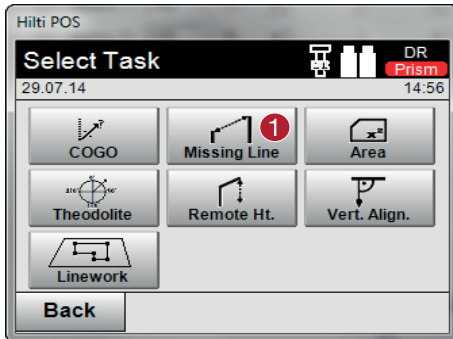 Hilti POS
Select Task
DR
Prism
29.07.14
14:56
COGO
Missing Line
1
Area
Theodolite
Remote Ht.
Vert. Align.
Linework
Back